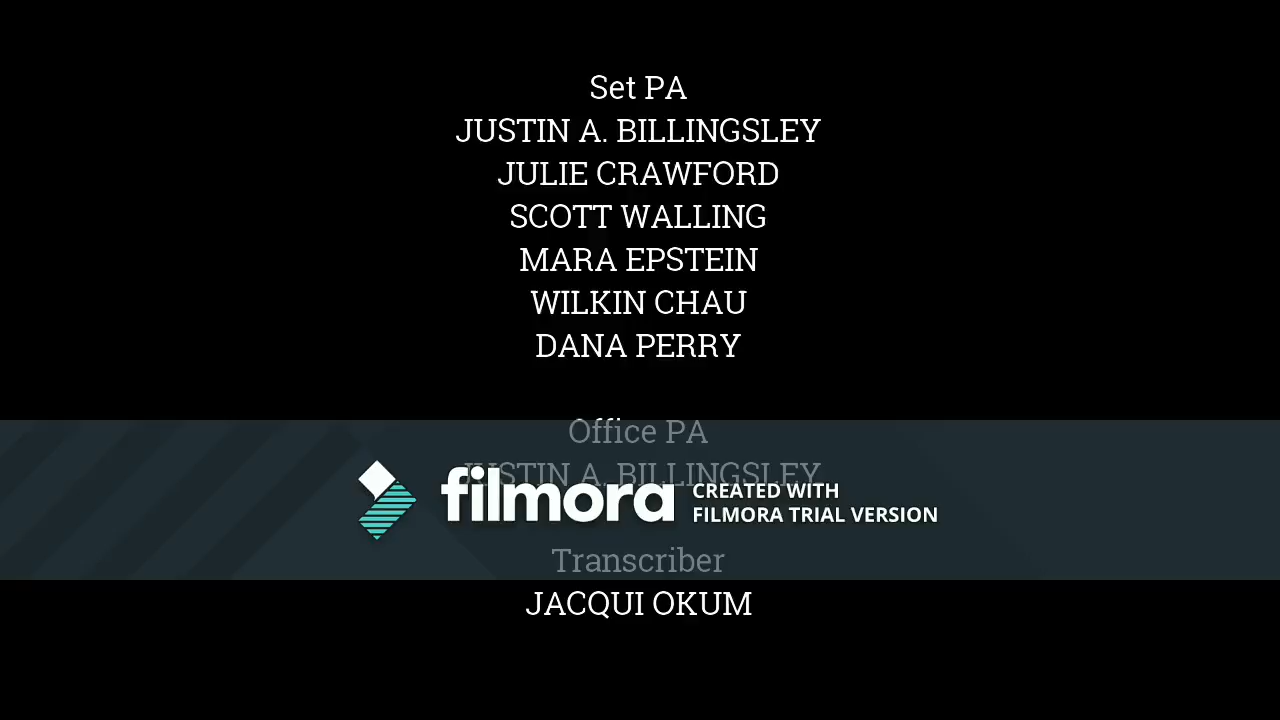 Set PA
JUSTIN A. BILLINGSLEY
JULIE CRAWFORD
SCOTT WALLING
MARA EPSTEIN
WILKIN CHAU
DANA PERRY
Office PA
JUSTIN A. BILLINGSLEY
filmora
CREATED WITH
FILMORA TRIAL VERSION
Transcriber
JACQUI OKUM